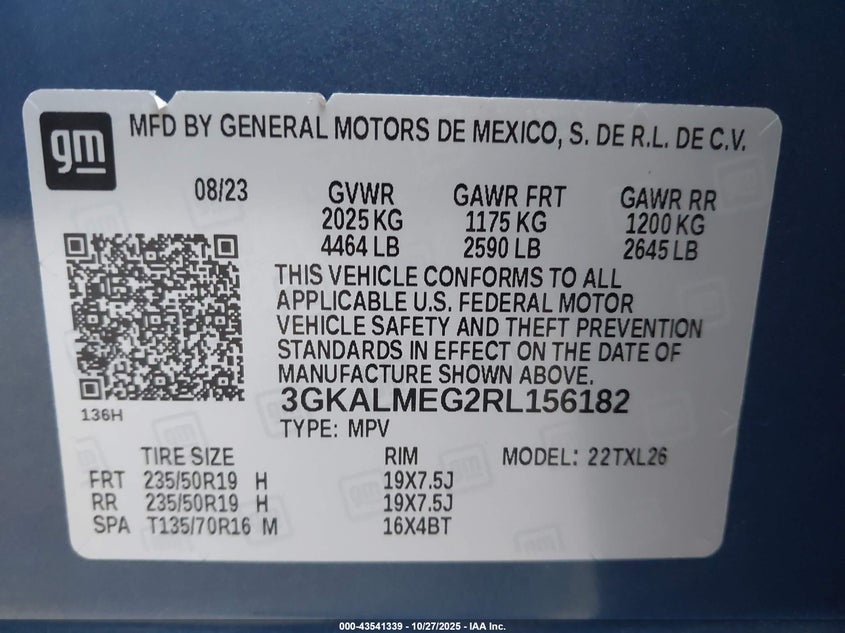 gm
MFD BY GENERAL MOTORS DE MEXICO, S. DE R.L. DE C.V.
08/23 GVWR GAWR FRT GAWR RR
2025 KG 1175 KG 1200 KG
4464 LB 2590 LB 2645 LB
THIS VEHICLE CONFORMS TO ALL
APPLICABLE U.S. FEDERAL MOTOR
VEHICLE SAFETY AND THEFT PREVENTION
STANDARDS IN EFFECT ON THE DATE OF
MANUFACTURE SHOWN ABOVE.
136H
3GKALMEG2RL156182
TYPE: MPV
TIRE SIZE RIM MODEL: 22TXL26
FRT 235/50R19 H 19X7.5J
RR 235/50R19 H 19X7.5J
SPA T135/70R16 M 16X4BT
000-43541339 - 10/27/2025 - IAA Inc.